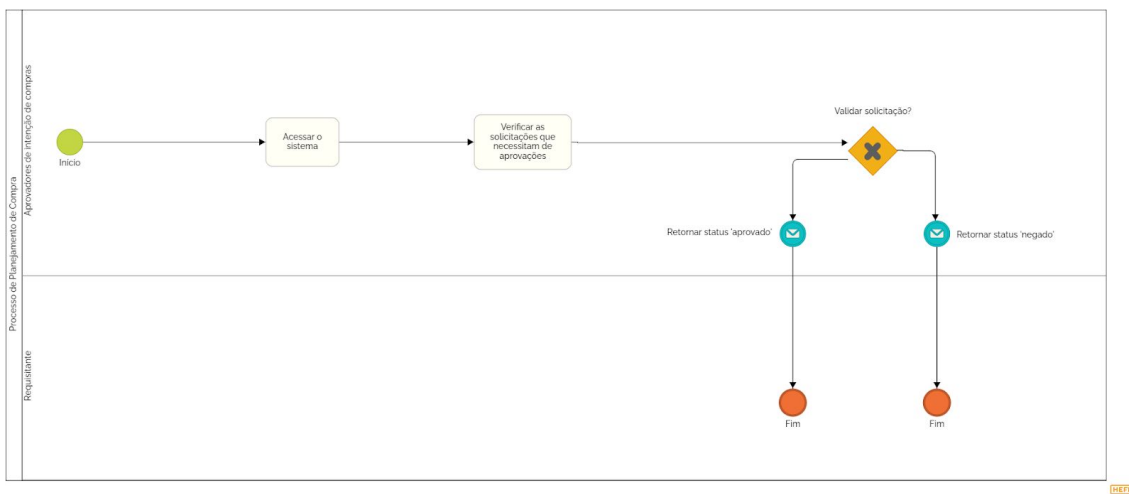 Processo de Planejamento de Compra
Aprovadores de intenção de compras
Início
Acessar o
sistema
Verificar as
solicitações que
necessitam de
aprovações
Validar solicitação?
Retornar status 'aprovado'
Retornar status 'negado'
Requisitante
Fim
Fim